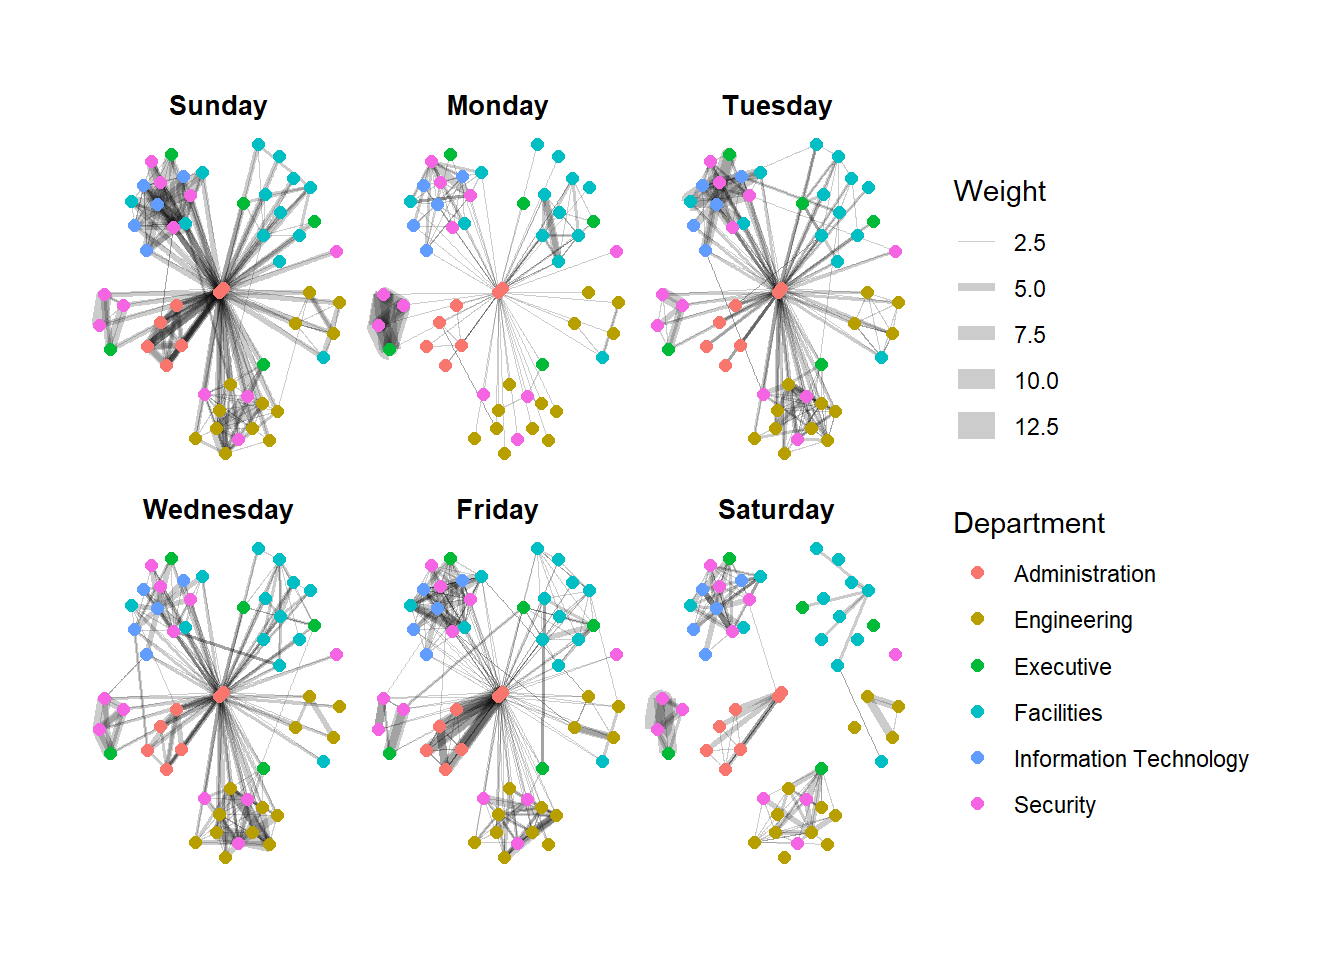 Sunday
Monday
Tuesday
Wednesday
Friday
Saturday
Weight
2.5
5.0
7.5
10.0
12.5
Department
Administration
Engineering
Executive
Facilities
Information Technology
Security